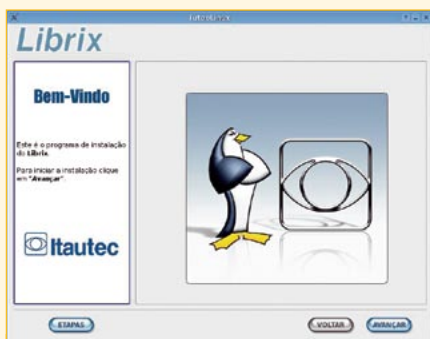 Librix
Bem-Vindo
Este é o programa de instalação
do Librix.
Para iniciar a instalação clique
em "Avançar".
Itautec
ETAPAS
VOLTAR
AVANÇAR